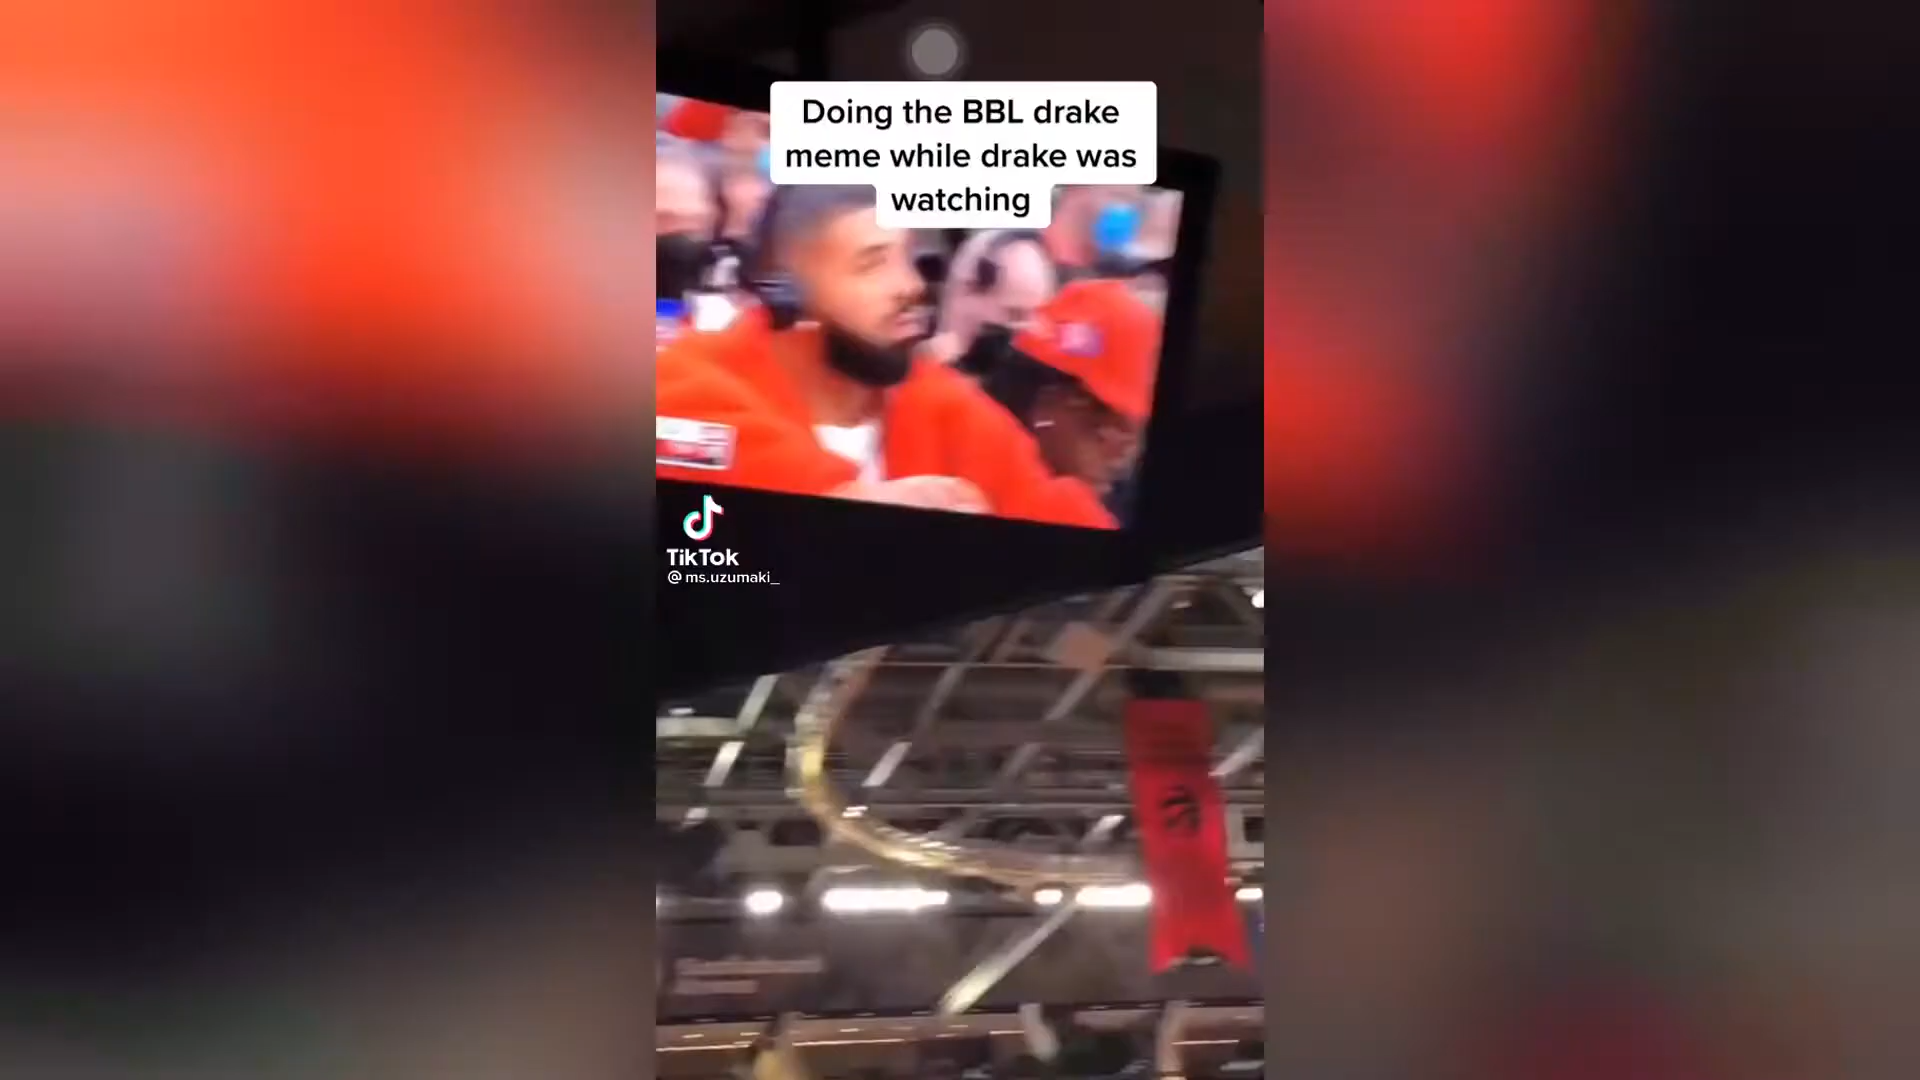 Doing the BBL drake
meme while drake was
watching
TikTok
@ms.uzumaki_